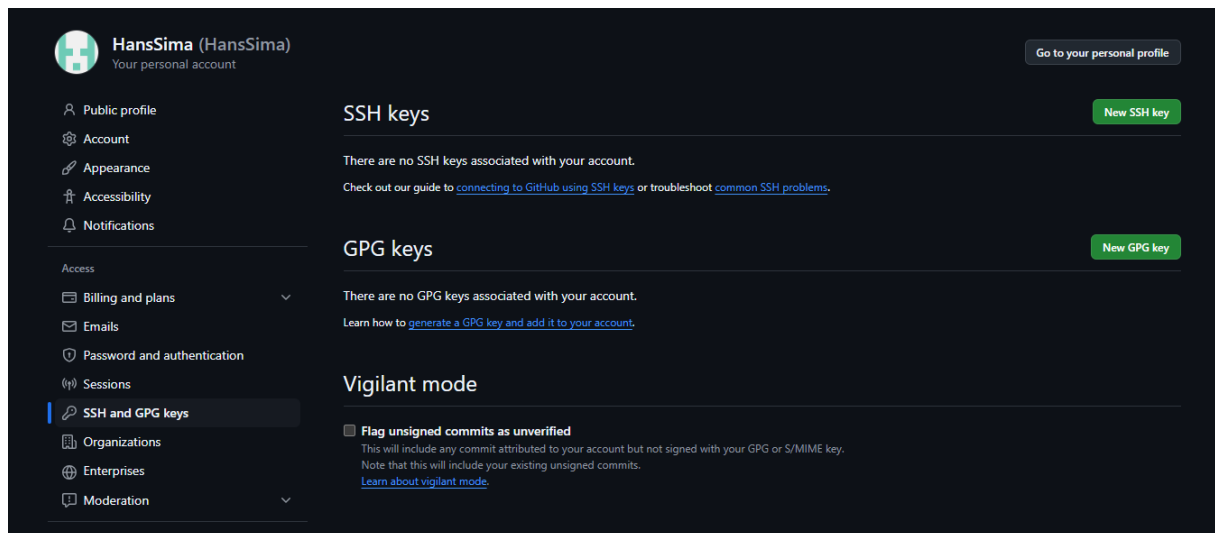 HansSima (HansSima)
Your personal account
Go to your personal profile
Public profile
Account
Appearance
Accessibility
Notifications
Access
Billing and plans
Emails
Password and authentication
Sessions
SSH and GPG keys
Organizations
Enterprises
Moderation
SSH keys
New SSH key
There are no SSH keys associated with your account.
Check out our guide to connecting to GitHub using SSH keys or troubleshoot common SSH problems.
GPG keys
New GPG key
There are no GPG keys associated with your account.
Learn how to generate a GPG key and add it to your account.
Vigilant mode
Flag unsigned commits as unverified
This will include any commit attributed to your account but not signed with your GPG or S/MIME key.
Note that this will include your existing unsigned commits.
Learn about vigilant mode.